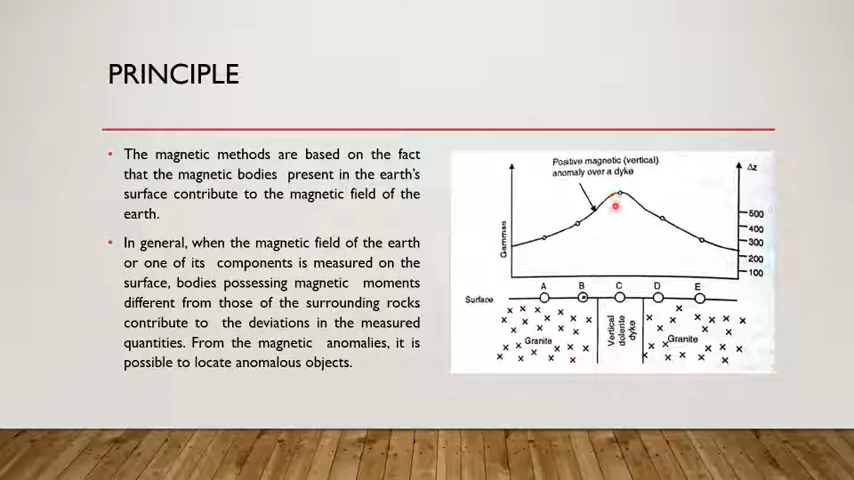 PRINCIPLE
• The magnetic methods are based on the fact
that the magnetic bodies present in the earth's
surface contribute to the magnetic field of the
earth.
• In general, when the magnetic field of the earth
or one of its components is measured on the
surface, bodies possessing magnetic moments
different from those of the surrounding rocks
contribute to the deviations in the measured
quantities. From the magnetic anomalies, it is
possible to locate anomalous objects.
Positive magnetic (vertical)
anomaly over a dyke
Δz
Gammas
500
400
300
200
100
A B C D E
Surface
Granite
Vertical
dolerite
dyke
Granite